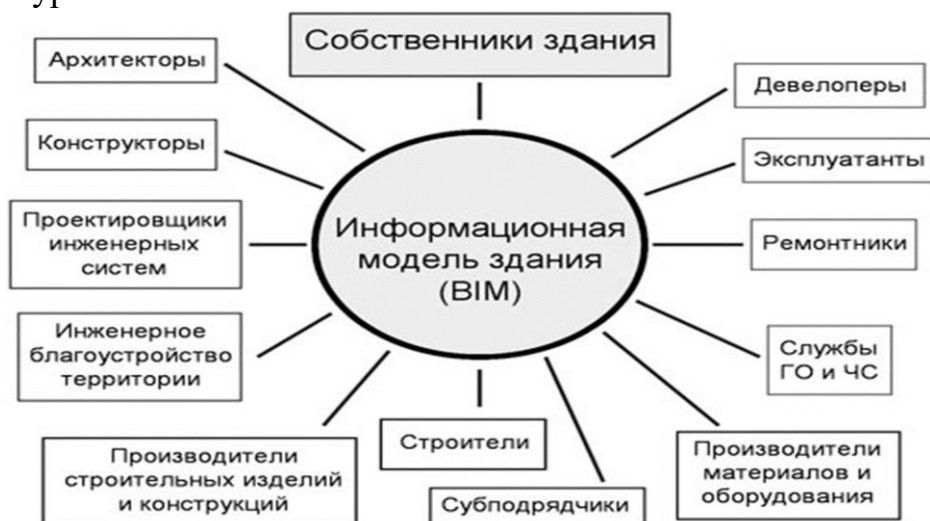 ур
Собственники здания
Архитекторы
Девелоперы
Конструкторы
Эксплуатанты
Проектировщики
инженерных
систем
Информационная
модель здания
(BIM)
Ремонтники
Инженерное
благоустройство
территории
Службы
ГО и ЧС
Производители
строительных изделий
и конструкций
Строители
Субподрядчики
Производители
материалов и
оборудования